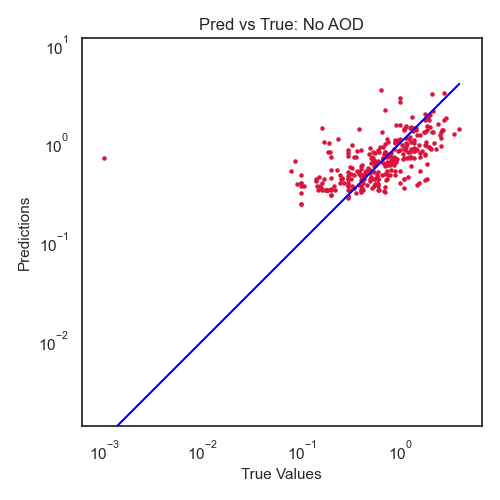 Pred vs True: No AOD
10¹
10⁰
10⁻¹
10⁻²
Predictions
10⁻³ 10⁻² 10⁻¹ 10⁰
True Values